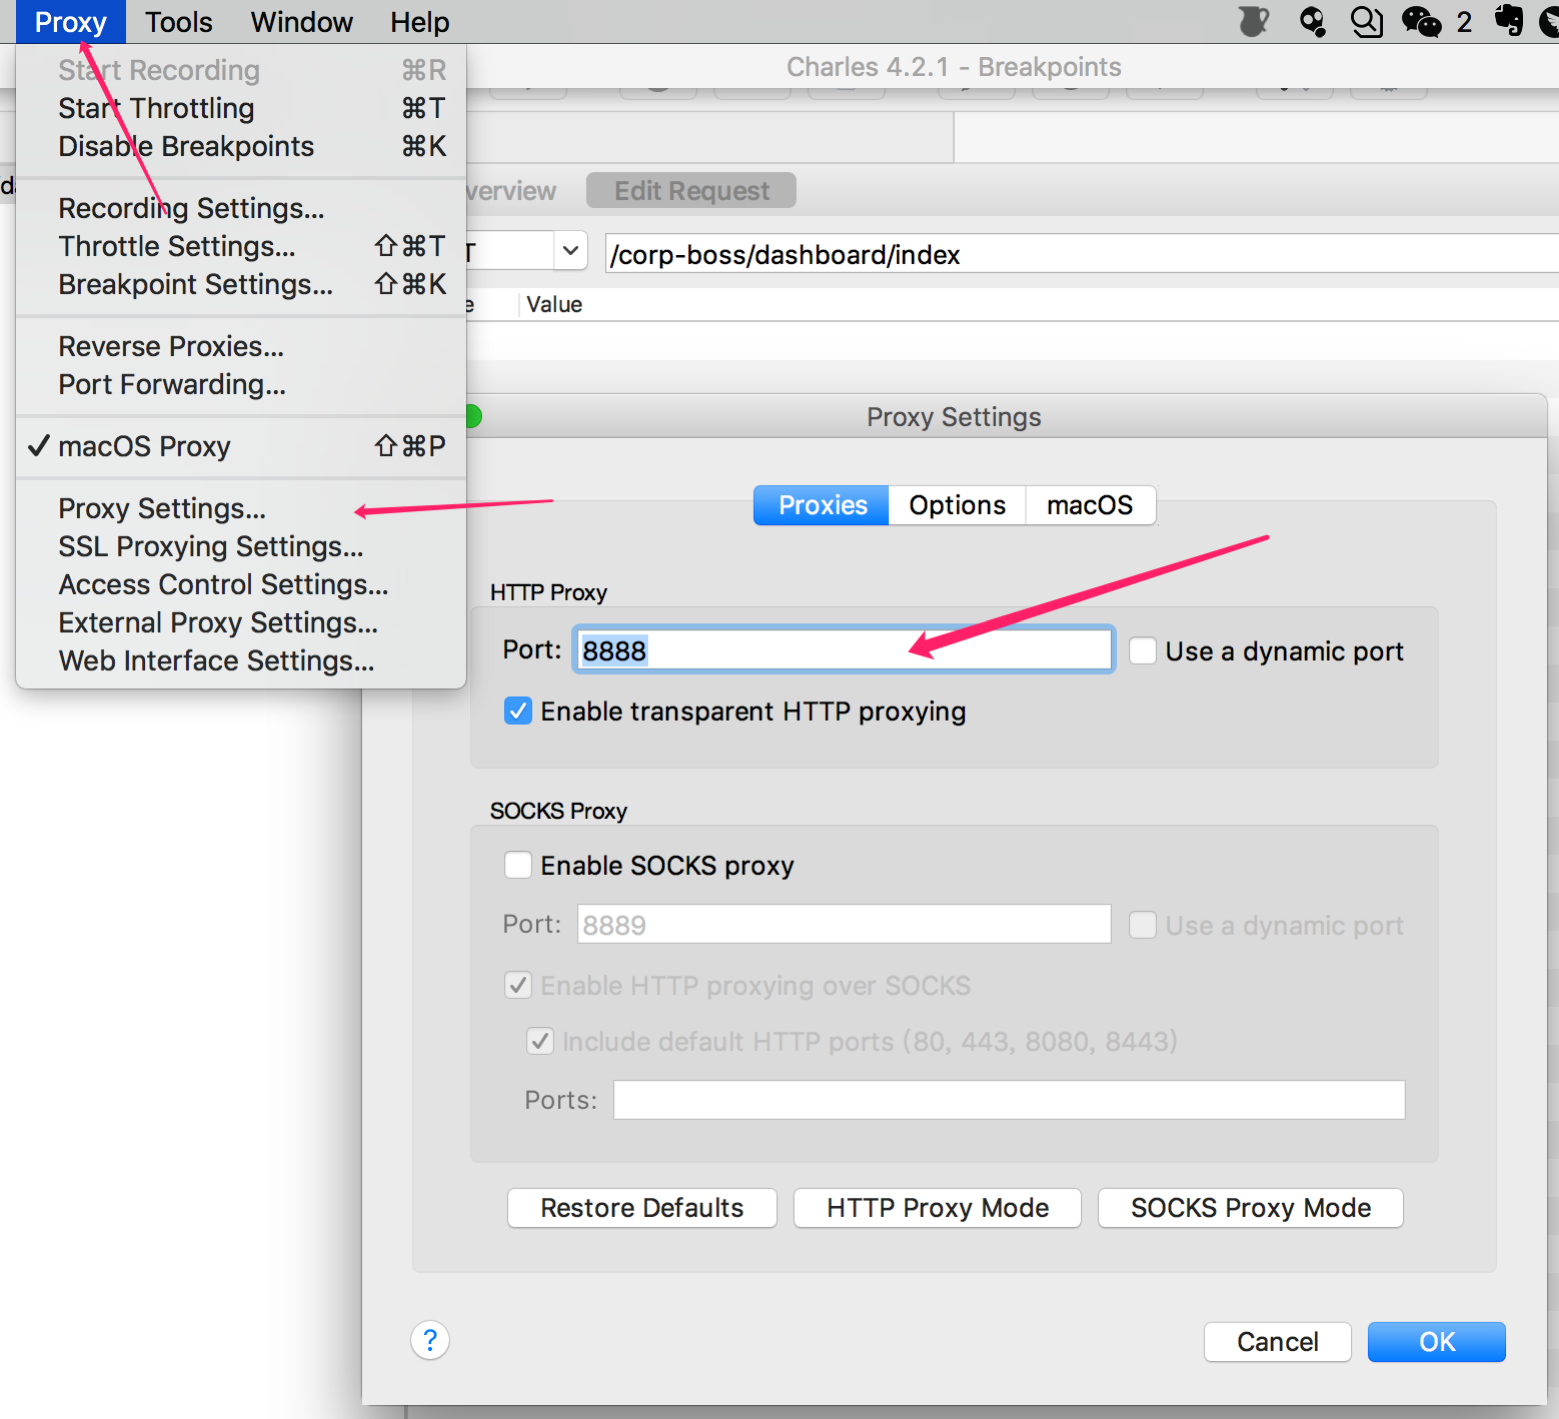 Proxy Tools Window Help 2
Charles 4.2.1 - Breakpoints
Start Recording ⌘R
Start Throttling ⌘T
Disable Breakpoints ⌘K
Recording Settings...
Throttle Settings... ⇧⌘T
Breakpoint Settings... ⇧⌘K
Reverse Proxies...
Port Forwarding...
✓ macOS Proxy ⇧⌘P
Proxy Settings...
SSL Proxying Settings...
Access Control Settings...
External Proxy Settings...
Web Interface Settings...
verview Edit Request
T /corp-boss/dashboard/index
e Value
Proxy Settings
Proxies Options macOS
HTTP Proxy
Port: 8888 Use a dynamic port
Enable transparent HTTP proxying
SOCKS Proxy
Enable SOCKS proxy
Port: 8889 Use a dynamic port
Enable HTTP proxying over SOCKS
Include default HTTP ports (80, 443, 8080, 8443)
Ports:
Restore Defaults HTTP Proxy Mode SOCKS Proxy Mode
? Cancel OK